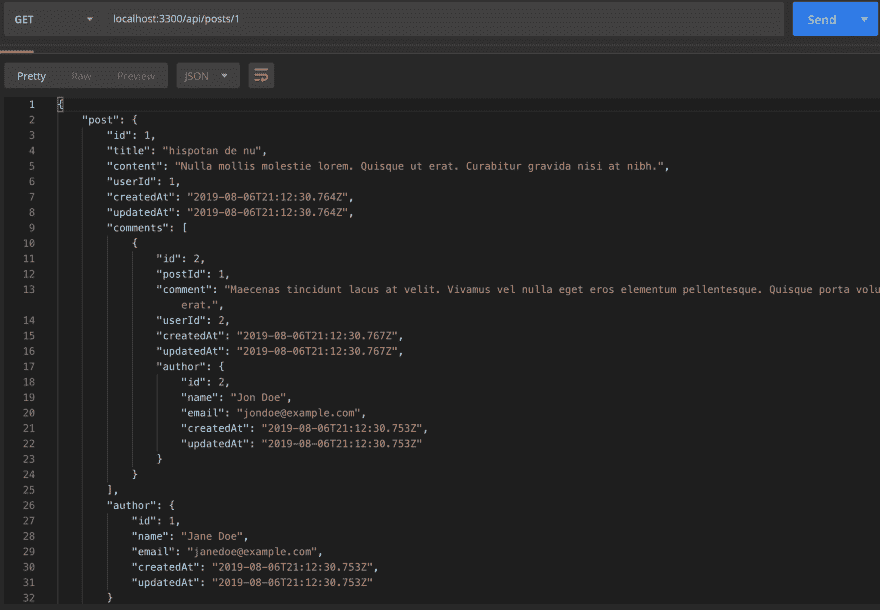 GET localhost:3300/api/posts/1 Send
Pretty Raw Preview JSON
1 {
2 "post": {
3 "id": 1,
4 "title": "hispotan de nu",
5 "content": "Nulla mollis molestie lorem. Quisque ut erat. Curabitur gravida nisi at nibh.",
6 "userId": 1,
7 "createdAt": "2019-08-06T21:12:30.764Z",
8 "updatedAt": "2019-08-06T21:12:30.764Z",
9 "comments": [
10 {
11 "id": 2,
12 "postId": 1,
13 "comment": "Maecenas tincidunt lacus at velit. Vivamus vel nulla eget eros elementum pellentesque. Quisque porta volu
erat.",
14 "userId": 2,
15 "createdAt": "2019-08-06T21:12:30.767Z",
16 "updatedAt": "2019-08-06T21:12:30.767Z",
17 "author": {
18 "id": 2,
19 "name": "Jon Doe",
20 "email": "jondoe@example.com",
21 "createdAt": "2019-08-06T21:12:30.753Z",
22 "updatedAt": "2019-08-06T21:12:30.753Z"
23 }
24 }
25 ],
26 "author": {
27 "id": 1,
28 "name": "Jane Doe",
29 "email": "janedoe@example.com",
30 "createdAt": "2019-08-06T21:12:30.753Z",
31 "updatedAt": "2019-08-06T21:12:30.753Z"
32 }